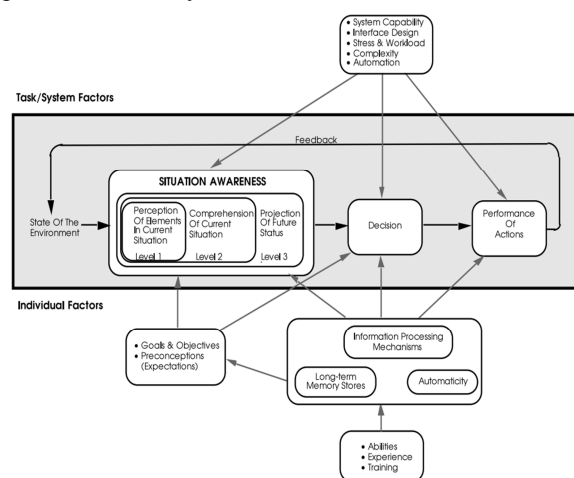 • System Capability
• Interface Design
• Stress & Workload
• Complexity
• Automation
Task/System Factors
Feedback
SITUATION AWARENESS
State Of The
Environment
Perception
Of Elements
In Current
Situation
Level 1
Comprehension
Of Current
Situation
Level 2
Projection
Of Future
Status
Level 3
Decision
Performance
Of
Actions
Individual Factors
• Goals & Objectives
• Preconceptions
(Expectations)
Information Processing
Mechanisms
Long-term
Memory Stores
Automaticity
• Abilities
• Experience
• Training